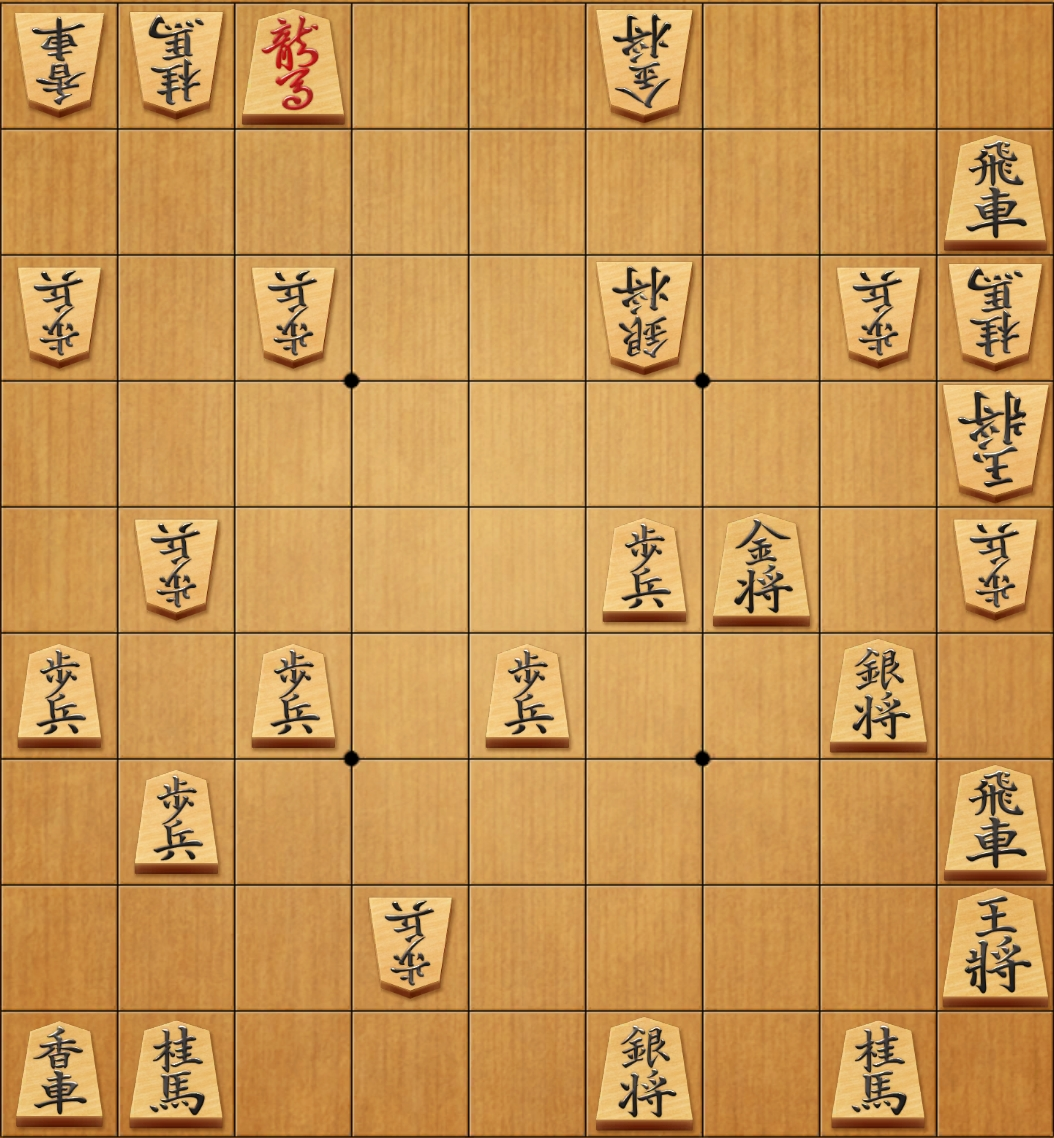 香車 桂馬 龍馬 金将
飛車
歩兵 歩兵 銀将 歩兵 桂馬
玉将
歩兵 歩兵 金将 歩兵
歩兵 歩兵 歩兵 銀将
歩兵 飛車
歩兵 王将
香車 桂馬 銀将 桂馬